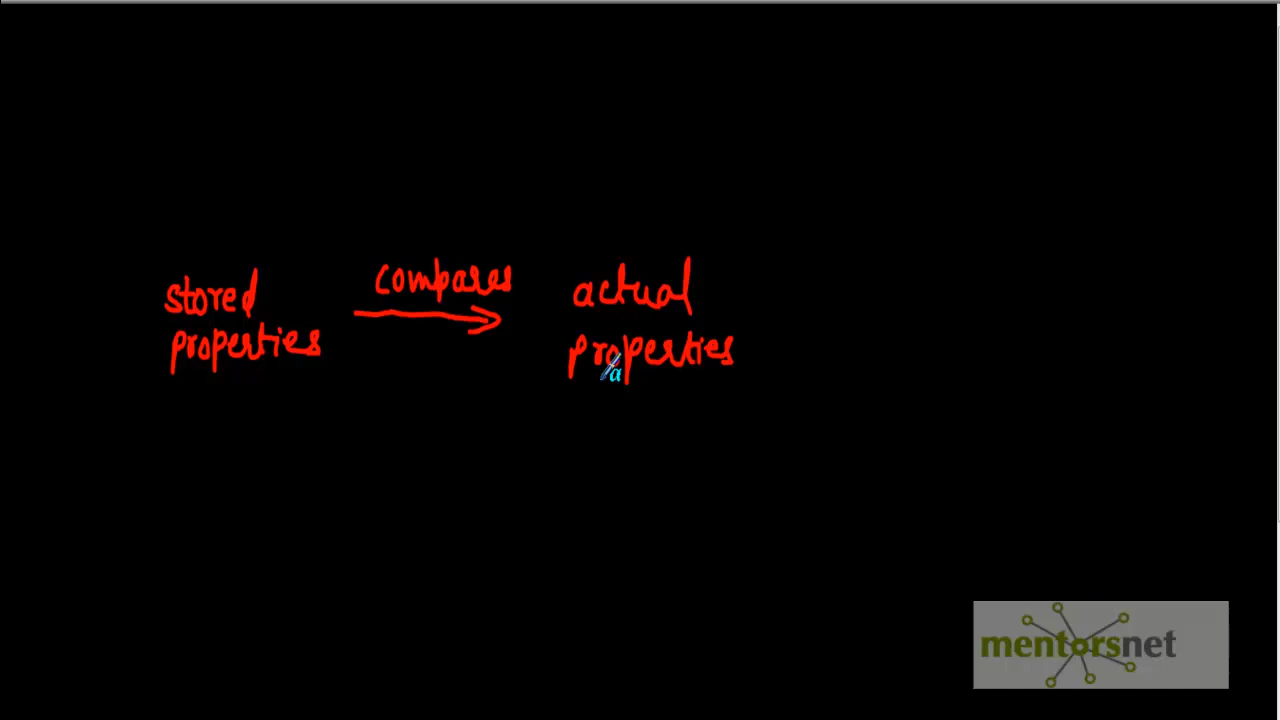 stored
properties
compares
actual
properties
a
mentorsnet